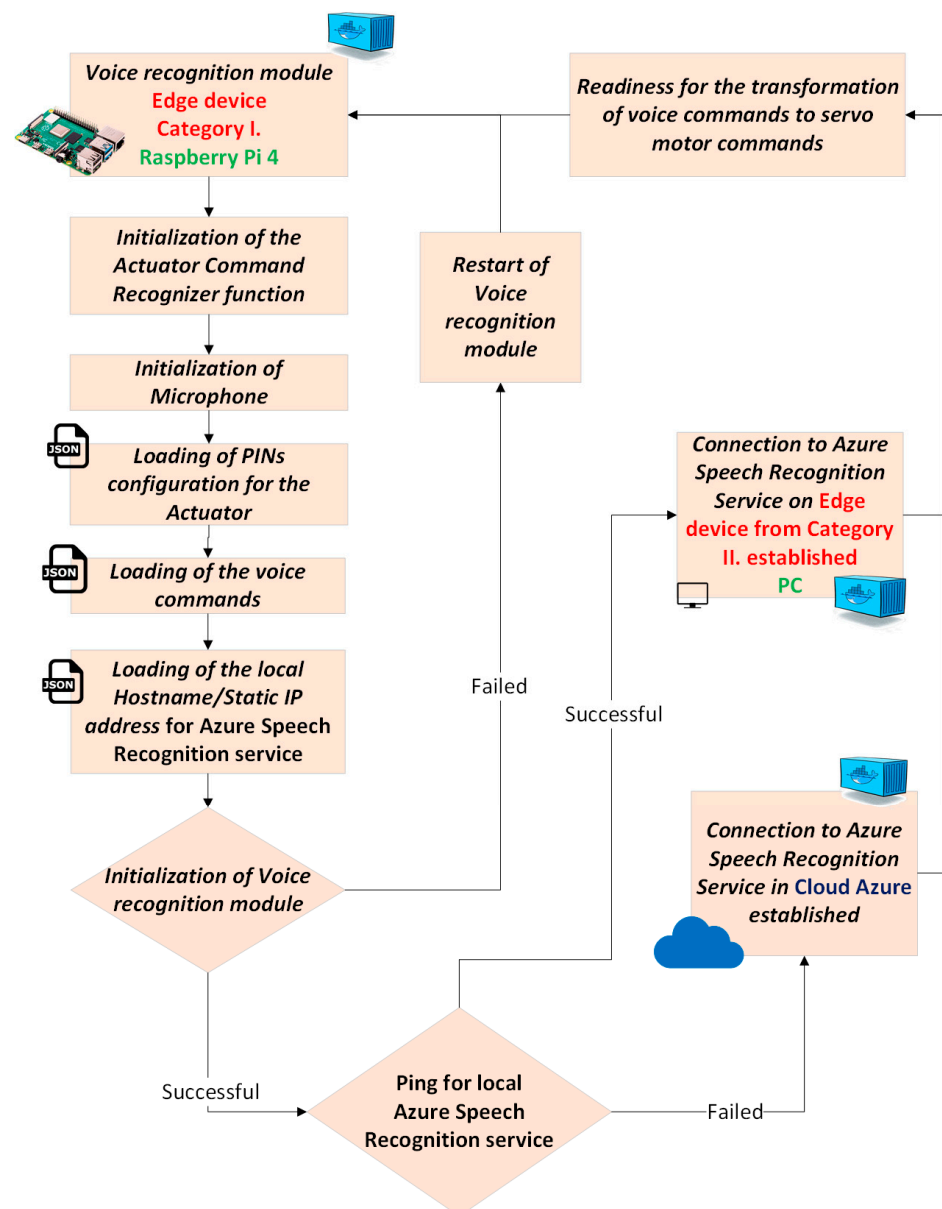 Voice recognition module
Edge device
Category I.
Raspberry Pi 4
Initialization of the
Actuator Command
Recognizer function
Initialization of
Microphone
JSON
Loading of PINs
configuration for the
Actuator
JSON
Loading of the voice
commands
JSON
Loading of the local
Hostname/Static IP
address for Azure Speech
Recognition service
Initialization of Voice
recognition module
Successful
Failed
Restart of
Voice
recognition
module
Readiness for the transformation
of voice commands to servo
motor commands
Ping for local
Azure Speech
Recognition service
Successful
Failed
Connection to Azure
Speech Recognition
Service on Edge
device from Category
II. established
PC
Connection to Azure
Speech Recognition
Service in Cloud Azure
established